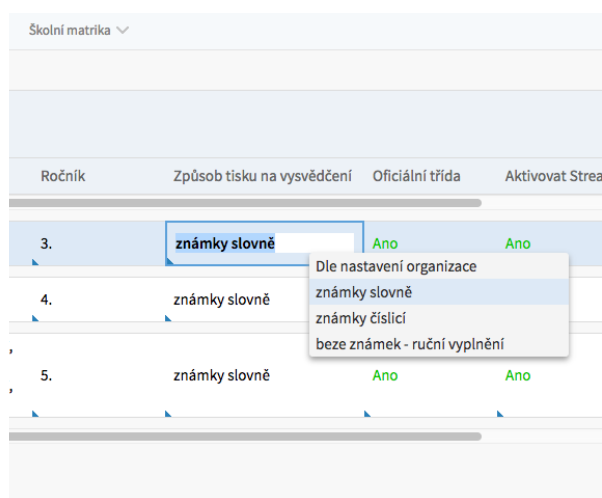 Školní matrika
Ročník Způsob tisku na vysvědčení Oficiální třída Aktivovat Strea
3. známky slovně Ano Ano
Dle nastavení organizace
známky slovně
známky číslicí
beze známek - ruční vyplnění
4. známky slovně
,
5. známky slovně Ano Ano
,